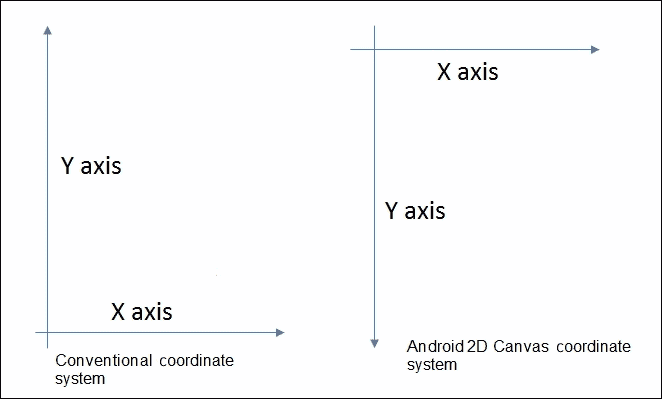 Y axis
X axis
Conventional coordinate
system
X axis
Y axis
Android 2D Canvas coordinate
system